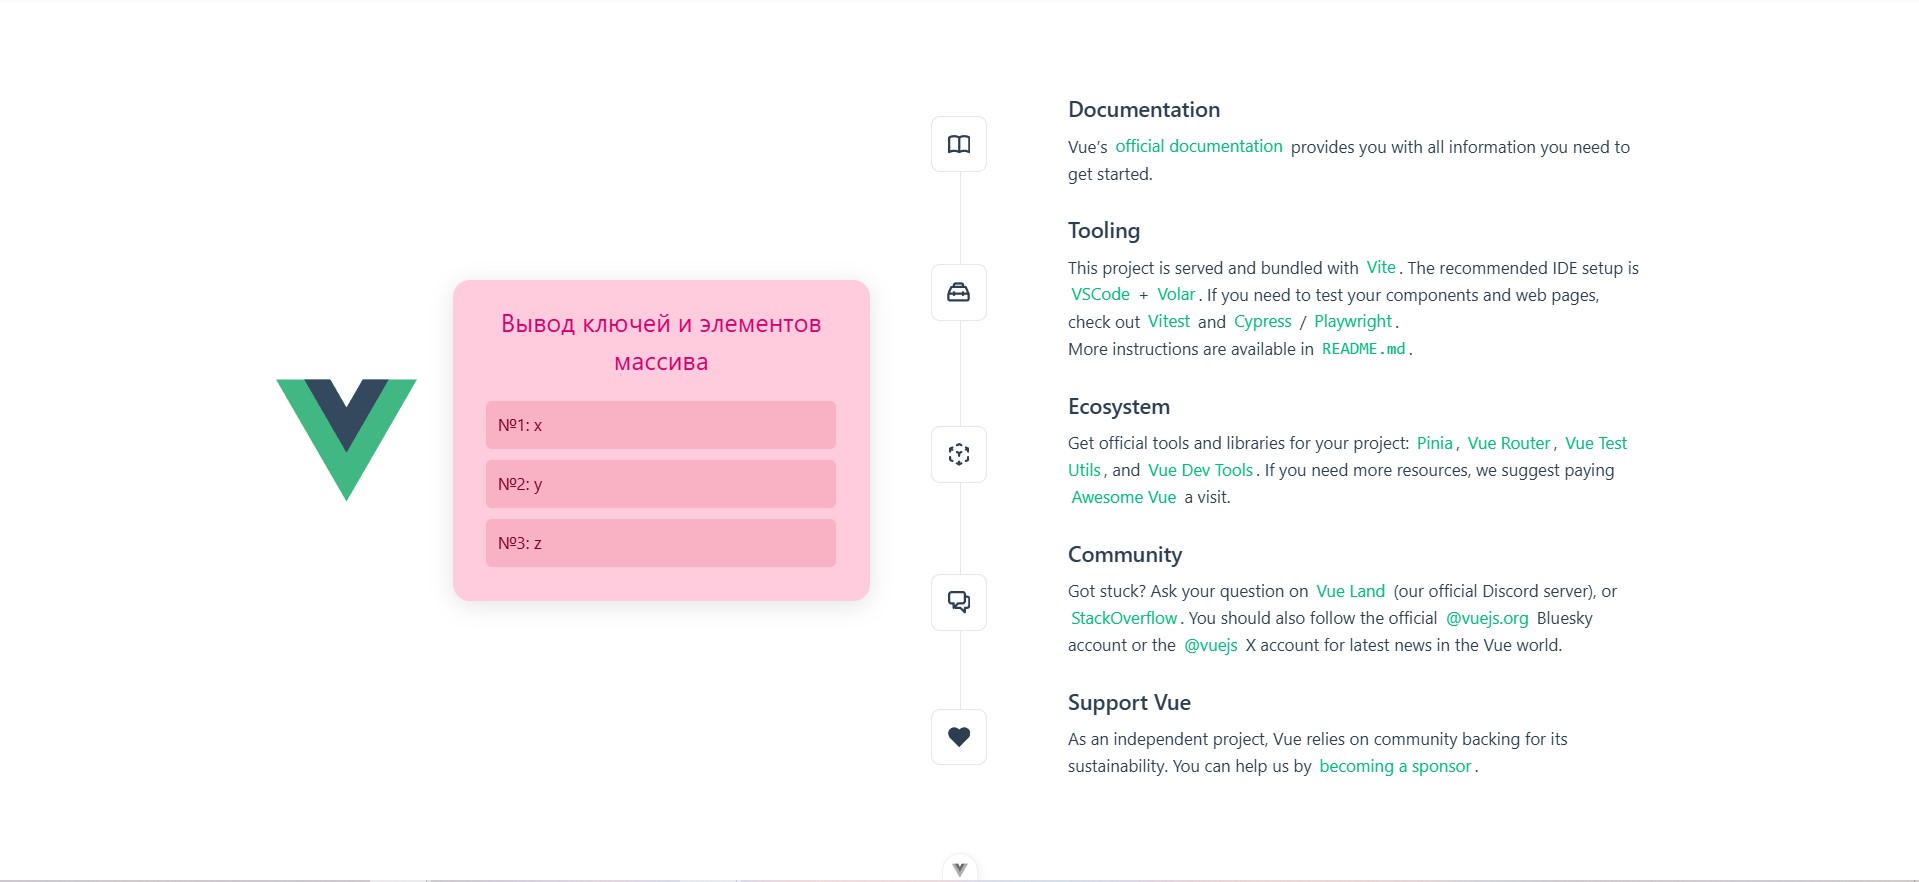 Вывод ключей и элементов
массива
№1: x
№2: y
№3: z
Documentation
Vue’s official documentation provides you with all information you need to
get started.
Tooling
This project is served and bundled with Vite. The recommended IDE setup is
VSCode + Volar. If you need to test your components and web pages,
check out Vitest and Cypress / Playwright.
More instructions are available in README.md.
Ecosystem
Get official tools and libraries for your project: Pinia, Vue Router, Vue Test
Utils, and Vue Dev Tools. If you need more resources, we suggest paying
Awesome Vue a visit.
Community
Got stuck? Ask your question on Vue Land (our official Discord server), or
StackOverflow. You should also follow the official @vuejs.org Bluesky
account or the @vuejs X account for latest news in the Vue world.
Support Vue
As an independent project, Vue relies on community backing for its
sustainability. You can help us by becoming a sponsor.